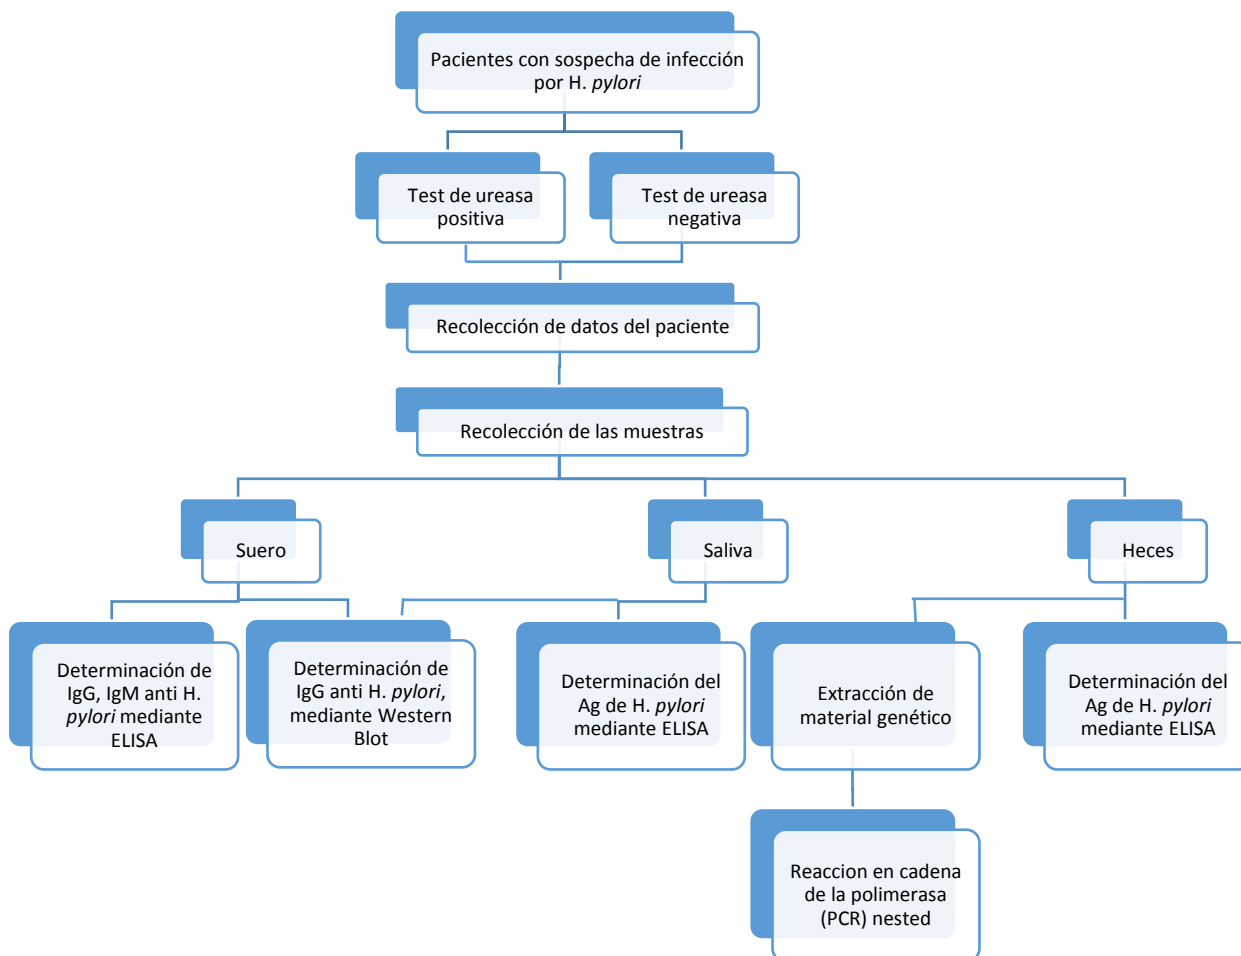 Pacientes con sospecha de infección
por H. pylori
Test de ureasa
positiva
Test de ureasa
negativa
Recolección de datos del paciente
Recolección de las muestras
Suero
Saliva
Heces
Determinación de
IgG, IgM anti H.
pylori mediante
ELISA
Determinación de
IgG anti H. pylori,
mediante Western
Blot
Determinación del
Ag de H. pylori
mediante ELISA
Extracción de
material genético
Determinación del
Ag de H. pylori
mediante ELISA
Reaccion en cadena
de la polimerasa
(PCR) nested